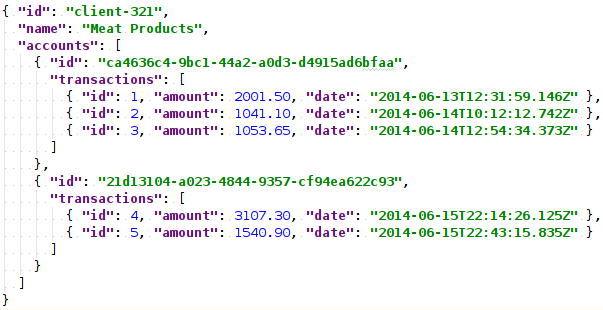 { "id": "client-321",
  "name": "Meat Products",
  "accounts": [
    { "id": "ca4636c4-9bc1-44a2-a0d3-d4915ad6bfaa",
      "transactions": [
        { "id": 1, "amount": 2001.50, "date": "2014-06-13T12:31:59.146Z" },
        { "id": 2, "amount": 1041.10, "date": "2014-06-14T10:12:12.742Z" },
        { "id": 3, "amount": 1053.65, "date": "2014-06-14T12:54:34.373Z" }
      ]
    },
    { "id": "21d13104-a023-4844-9357-cf94ea622c93",
      "transactions": [
        { "id": 4, "amount": 3107.30, "date": "2014-06-15T22:14:26.125Z" },
        { "id": 5, "amount": 1540.90, "date": "2014-06-15T22:43:15.835Z" }
      ]
    }
  ]
}